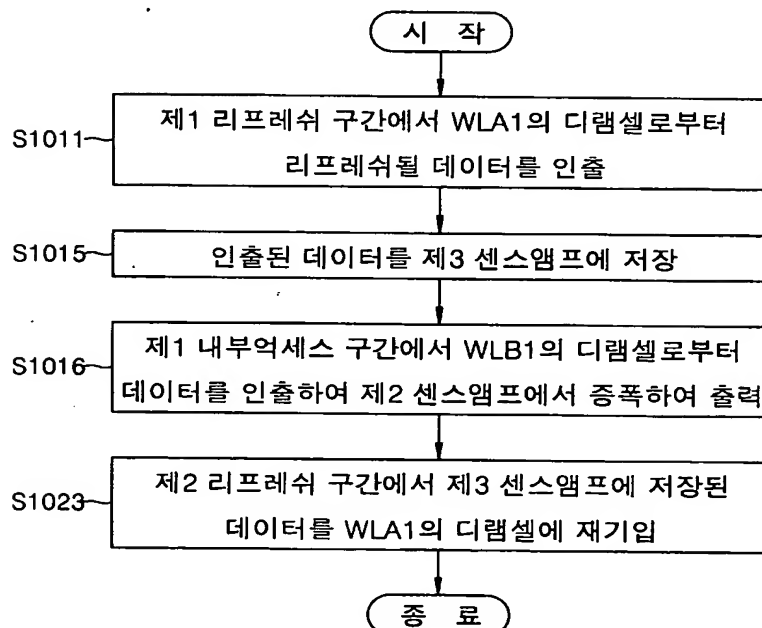 시 작
S1011
제1 리프레쉬 구간에서 WLA1의 디램셀로부터
리프레쉬될 데이터를 인출
S1015
인출된 데이터를 제3 센스앰프에 저장
S1016
제1 내부억세스 구간에서 WLB1의 디램셀로부터
데이터를 인출하여 제2 센스앰프에서 증폭하여 출력
S1023
제2 리프레쉬 구간에서 제3 센스앰프에 저장된
데이터를 WLA1의 디램셀에 재기입
종 료